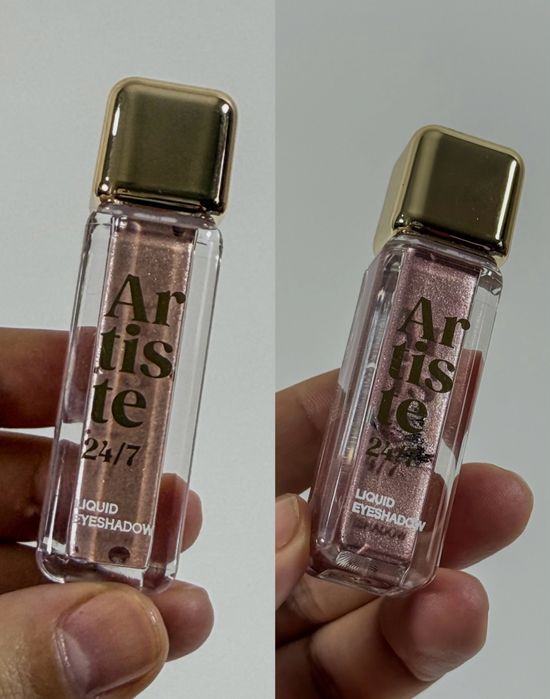 Ar
tis
te
24/7
LIQUID
EYESHADOW
Ar
tis
te
LIQUID
EYESHADOW